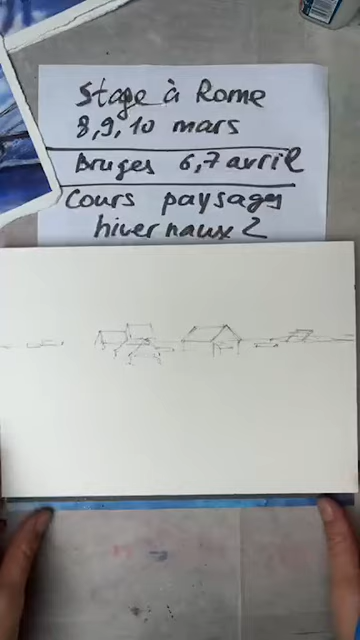 Stage à Rome
8, 9, 10 mars
Bruges 6, 7 avril
Cours paysages
hivernaux 2